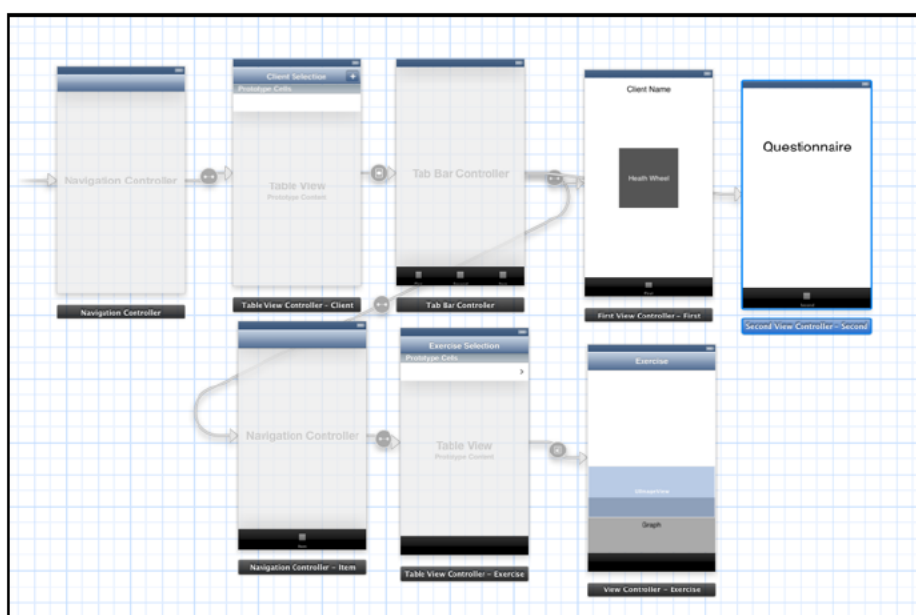 Client Selection
+
Prototype Cells
Navigation Controller
Table View
Prototype Content
Tab Bar Controller
Client Name
Heath Wheel
Questionnaire
Second
Navigation Controller
Table View Controller - Client
Tab Bar Controller
First View Controller - First
Second View Controller - Second
Exercise Selection
Prototype Cells
Exercise
Navigation Controller
Table View
Prototype Content
UIImageView
Graph
Navigation Controller - Item
Table View Controller - Exercise
View Controller - Exercise